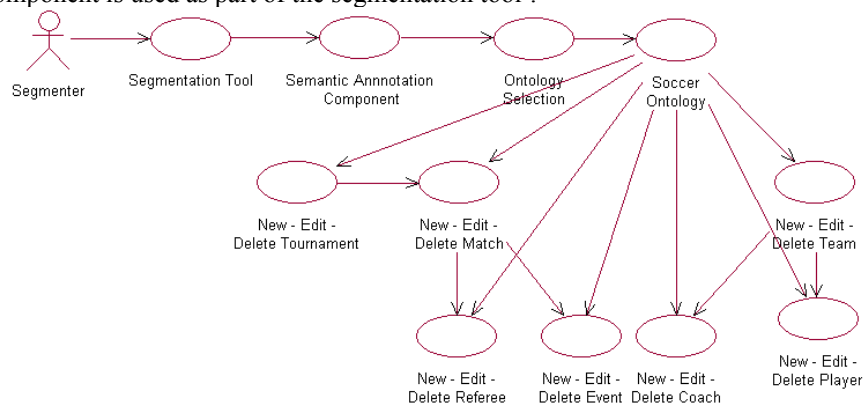 omponent is used as part of the segmentation tool .
Segmenter
Segmentation Tool
Semantic Annnotation
Component
Ontology
Selection
Soccer
Ontology
New - Edit -
Delete Tournament
New - Edit -
Delete Match
New - Edit -
Delete Team
New - Edit -
Delete Referee
New - Edit -
Delete Event
New - Edit -
Delete Coach
New - Edit -
Delete Player